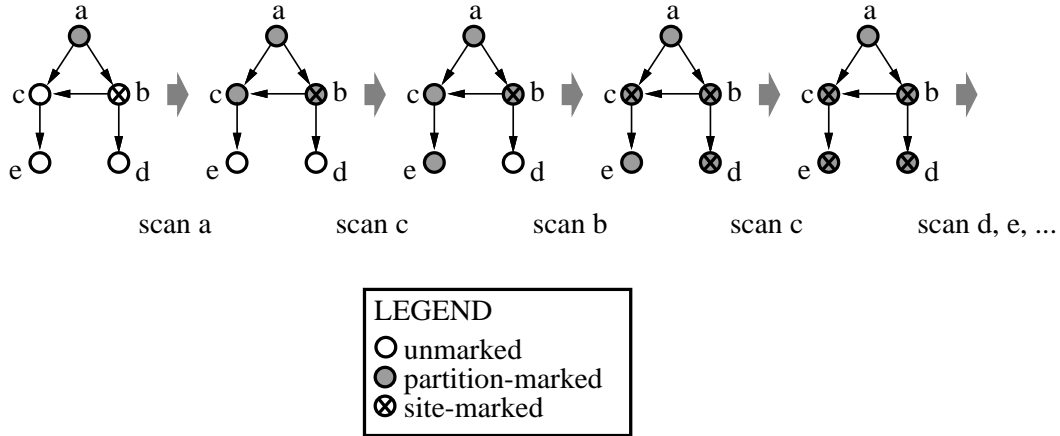 a a a a a
c b c b c b c b c b
e d e d e d e d e d
scan a scan c scan b scan c scan d, e, ...
LEGEND
unmarked
partition-marked
site-marked